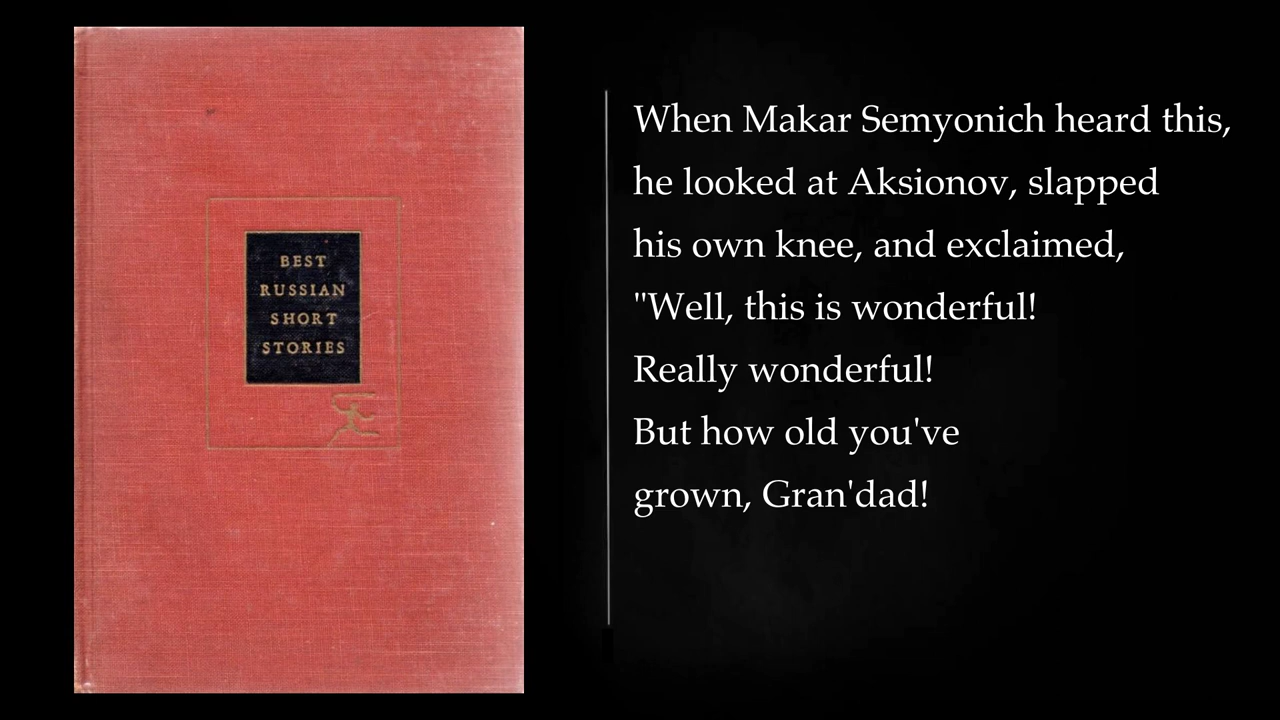 BEST
RUSSIAN
SHORT
STORIES
When Makar Semyonich heard this,
he looked at Aksionov, slapped
his own knee, and exclaimed,
"Well, this is wonderful!
Really wonderful!
But how old you've
grown, Gran'dad!